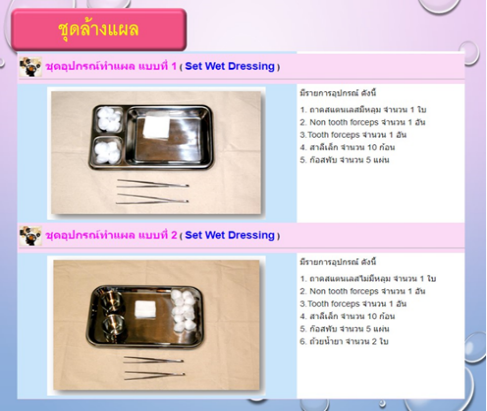 ชุดล้างแผล
ชุดอุปกรณ์ทำแผล แบบที่ 1 ( Set Wet Dressing )
มีรายการอุปกรณ์ ดังนี้
1. ถาดสแตนเลสมีหลุม จำนวน 1 ใบ
2. Non tooth forceps จำนวน 1 อัน
3.Tooth forceps จำนวน 1 อัน
4. สาลีเล็ก จำนวน 10 ก้อน
5. ก๊อสพับ จำนวน 5 แผ่น
ชุดอุปกรณ์ทำแผล แบบที่ 2 ( Set Wet Dressing )
มีรายการอุปกรณ์ ดังนี้
1. ถาดสแตนเลสไม่มีหลุม จำนวน 1 ใบ
2. Non tooth forceps จำนวน 1 อัน
3.Tooth forceps จำนวน 1 อัน
4. สาลีเล็ก จำนวน 10 ก้อน
5. ก๊อสพับ จำนวน 5 แผ่น
6. ถ้วยน้ำยา จำนวน 2 ใบ